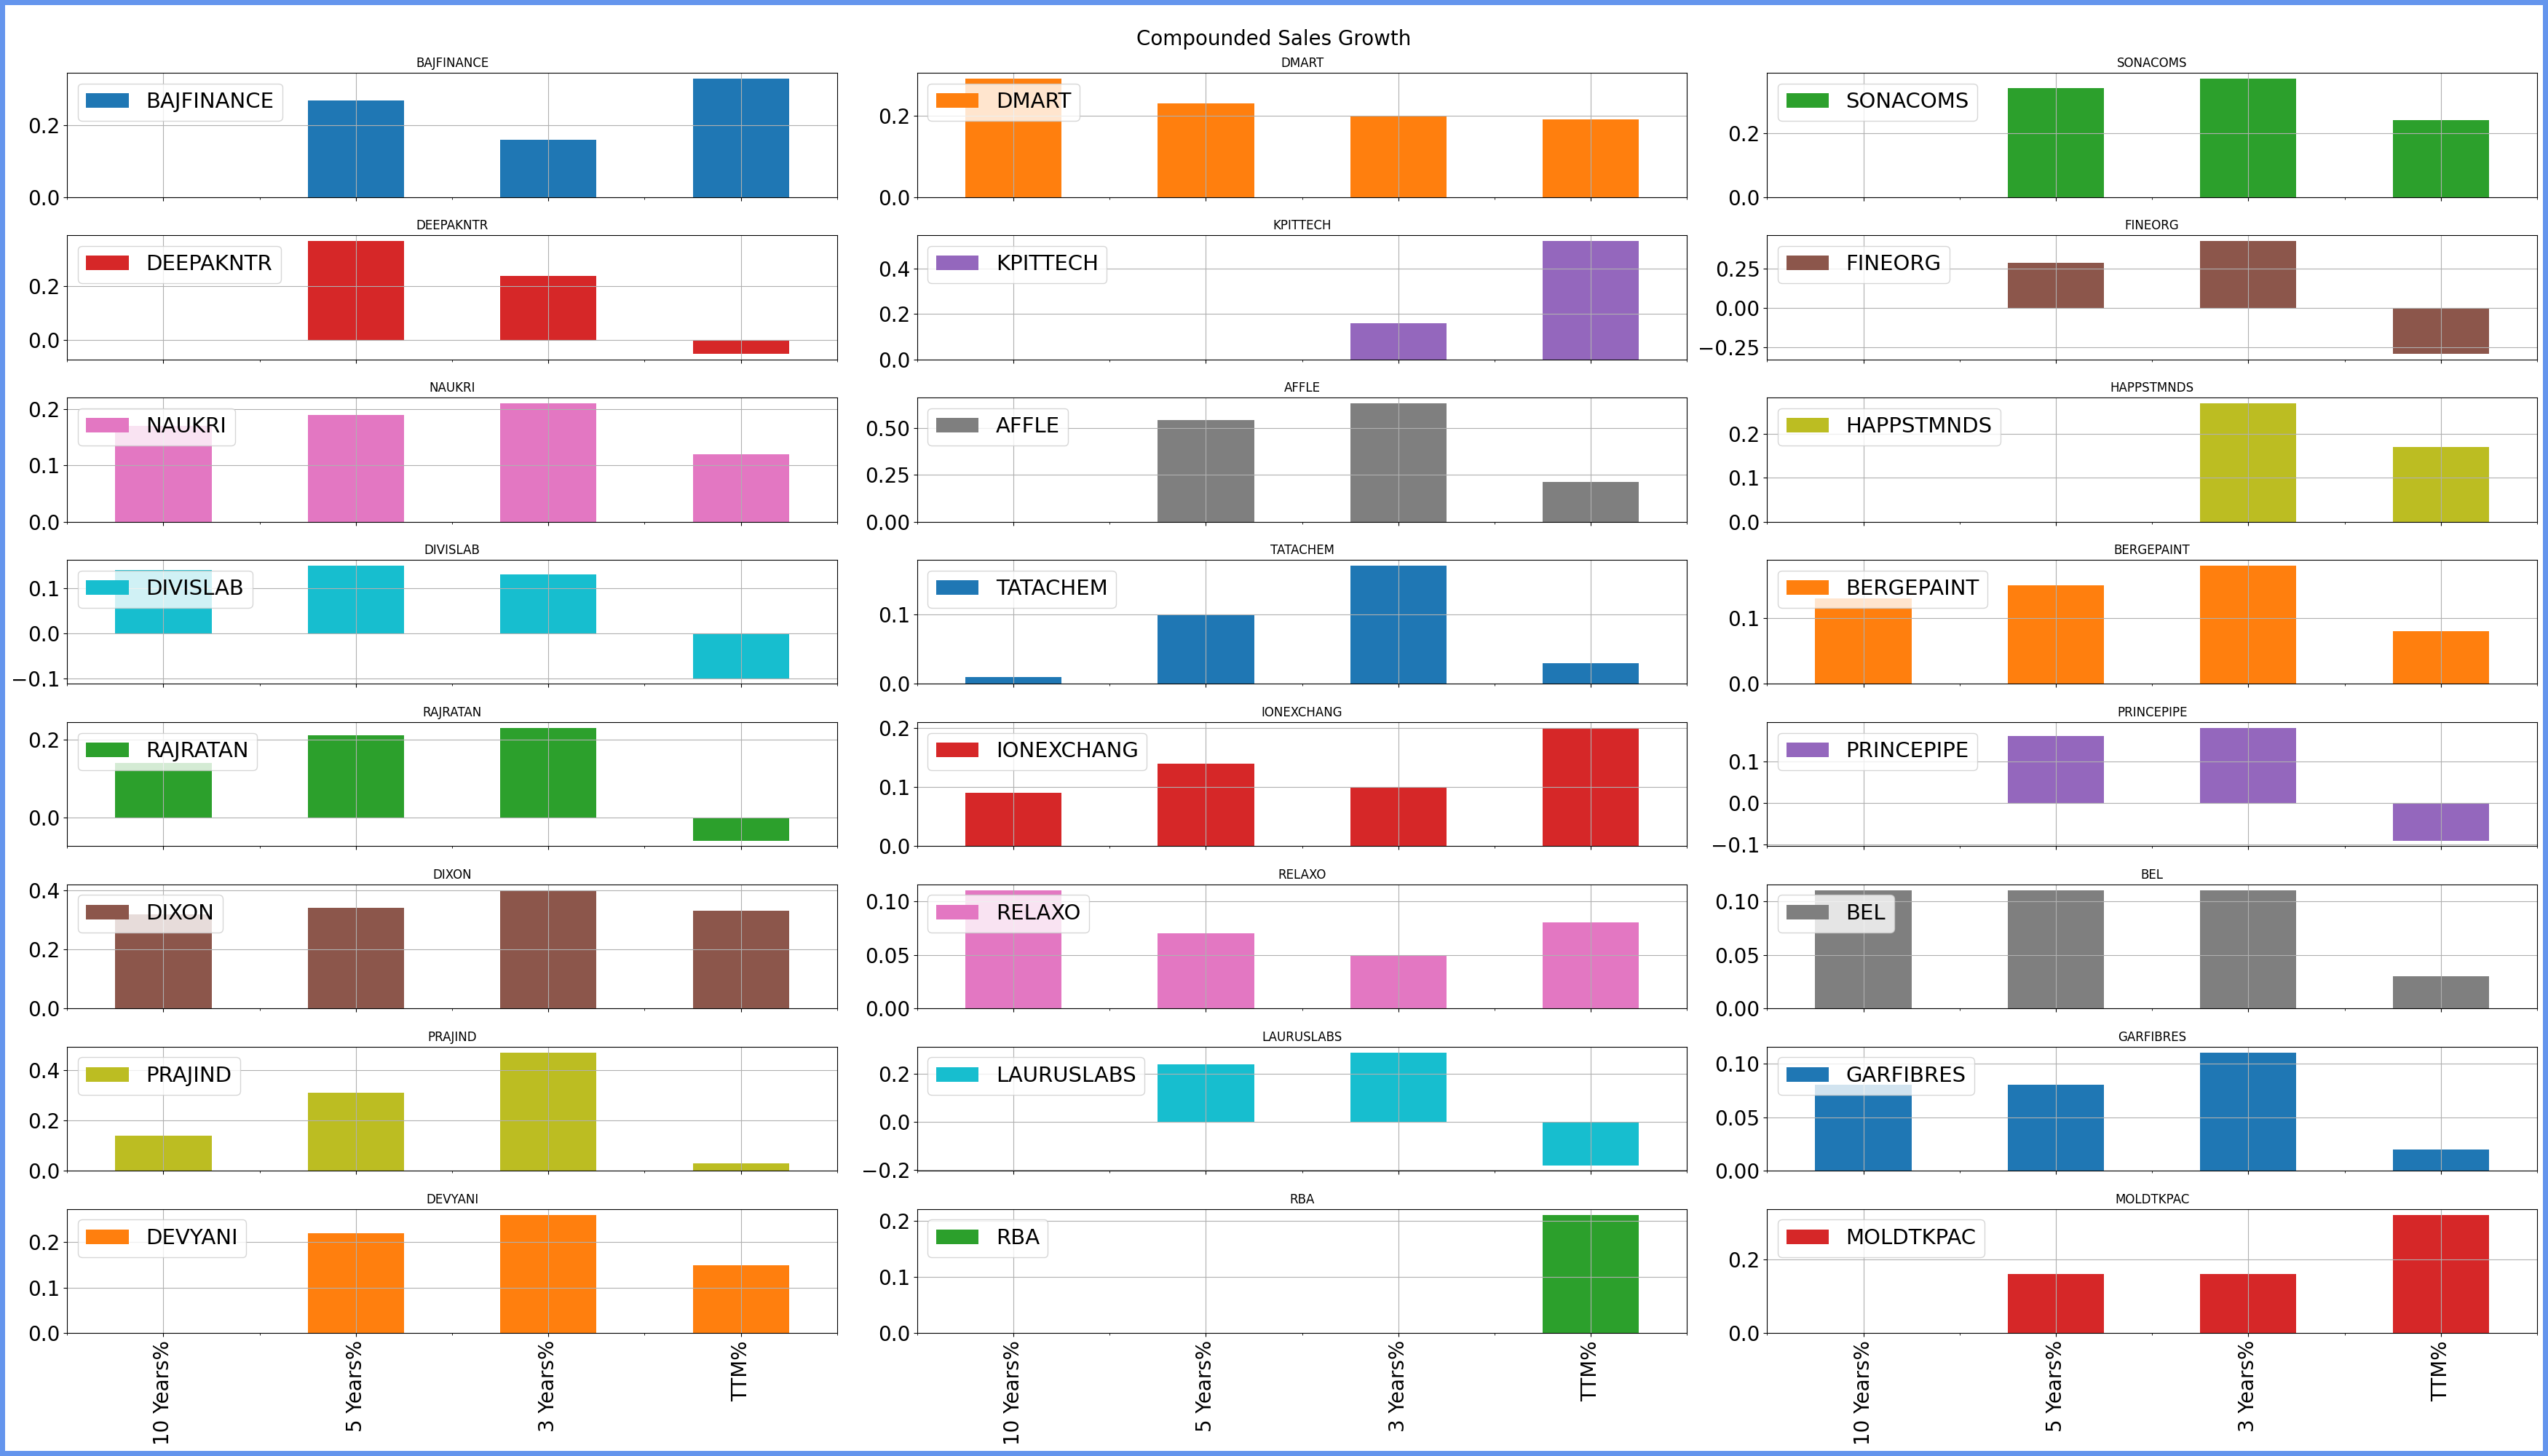 Compounded Sales Growth
BAJFINANCE
DMART
SONACOMS
0.2
0.0
BAJFINANCE
0.2
0.0
DMART
0.2
0.0
SONACOMS
DEEPAKNTR
KPITTECH
FINEORG
0.2
0.0
DEEPAKNTR
0.4
0.2
0.0
KPITTECH
0.25
0.00
−0.25
FINEORG
NAUKRI
AFFLE
HAPPSTMNDS
0.2
0.1
0.0
NAUKRI
0.50
0.25
0.00
AFFLE
0.2
0.1
0.0
HAPPSTMNDS
DIVISLAB
TATACHEM
BERGEPAINT
0.1
0.0
−0.1
DIVISLAB
0.1
0.0
TATACHEM
0.1
0.0
BERGEPAINT
RAJRATAN
IONEXCHANG
PRINCEPIPE
0.2
0.0
RAJRATAN
0.2
0.1
0.0
IONEXCHANG
0.1
0.0
−0.1
PRINCEPIPE
DIXON
RELAXO
BEL
0.4
0.2
0.0
DIXON
0.10
0.05
0.00
RELAXO
0.10
0.05
0.00
BEL
PRAJIND
LAURUSLABS
GARFIBRES
0.4
0.2
0.0
PRAJIND
0.2
0.0
−0.2
LAURUSLABS
0.10
0.05
0.00
GARFIBRES
DEVYANI
RBA
MOLDTKPAC
0.2
0.1
0.0
DEVYANI
0.2
0.1
0.0
RBA
0.2
0.0
MOLDTKPAC
10 Years%
5 Years%
3 Years%
TTM%
10 Years%
5 Years%
3 Years%
TTM%
10 Years%
5 Years%
3 Years%
TTM%